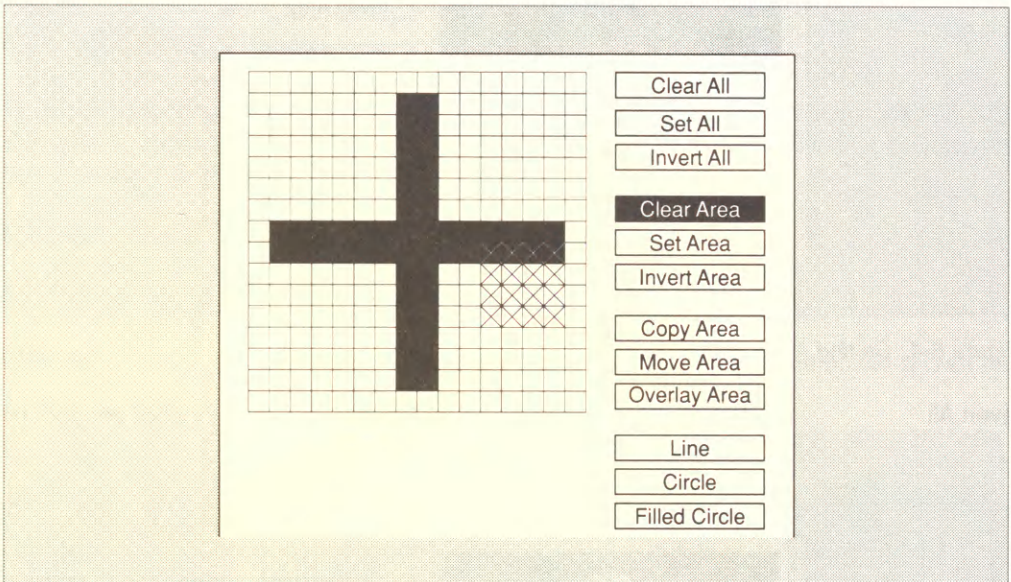 Clear All
Set All
Invert All
Clear Area
Set Area
Invert Area
Copy Area
Move Area
Overlay Area
Line
Circle
Filled Circle